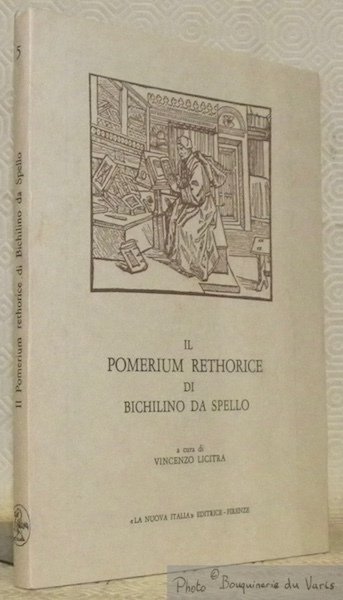 5
Il Pomerium rethorice di Bichilino da Spello
IL
POMERIUM RETHORICE
DI
BICHILINO DA SPELLO
a cura di
VINCENZO LICITRA
«LA NUOVA ITALIA» EDITRICE - FIRENZE
Photo © Bouquinerie du Varis